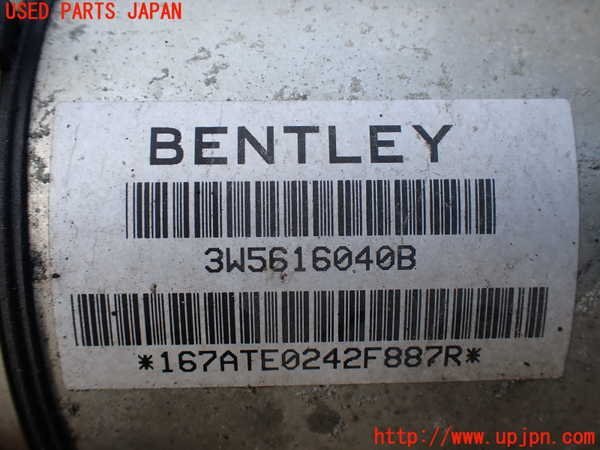 USED PARTS JAPAN
BENTLEY
3W5616040B
*167ATE0242F887R*
http://www.upjpn.com/